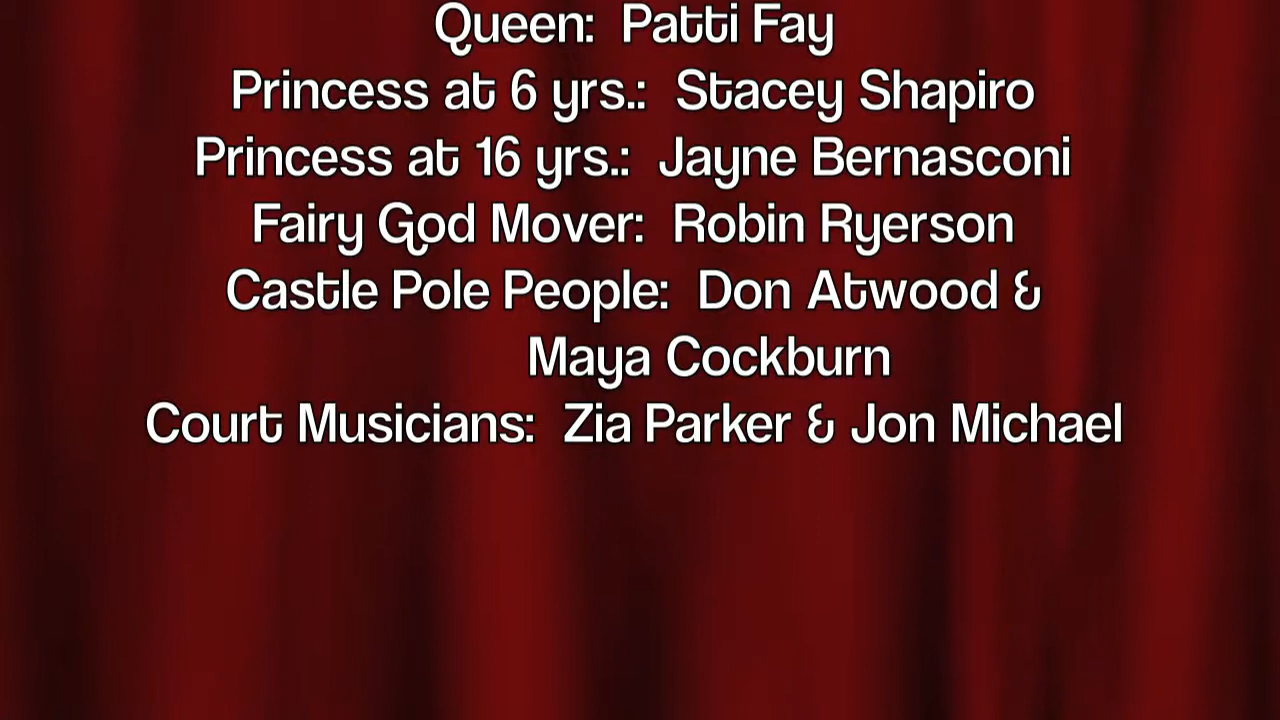 Queen:  Patti Fay
Princess at 6 yrs.:  Stacey Shapiro
Princess at 16 yrs.:  Jayne Bernasconi
Fairy God Mover:  Robin Ryerson
Castle Pole People:  Don Atwood &
Maya Cockburn
Court Musicians:  Zia Parker & Jon Michael